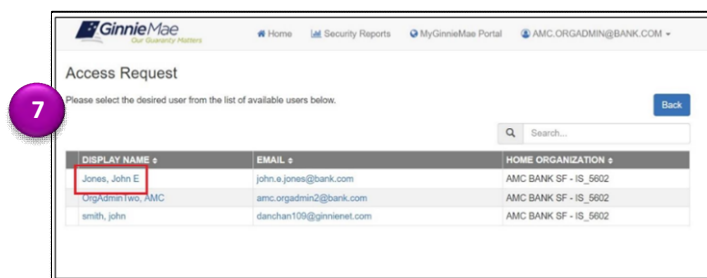 GinnieMae
Our Guaranty Matters
Home Security Reports MyGinnieMae Portal AMC.ORGADMIN@BANK.COM
Access Request
7
Please select the desired user from the list of available users below.
Back
Search...
DISPLAY NAME EMAIL HOME ORGANIZATION
Jones, John E john.e.jones@bank.com AMC BANK SF - IS_5602
OrgAdminTwo, AMC amc.orgadmin2@bank.com AMC BANK SF - IS_5602
smith, john danchan109@ginnienet.com AMC BANK SF - IS_5602